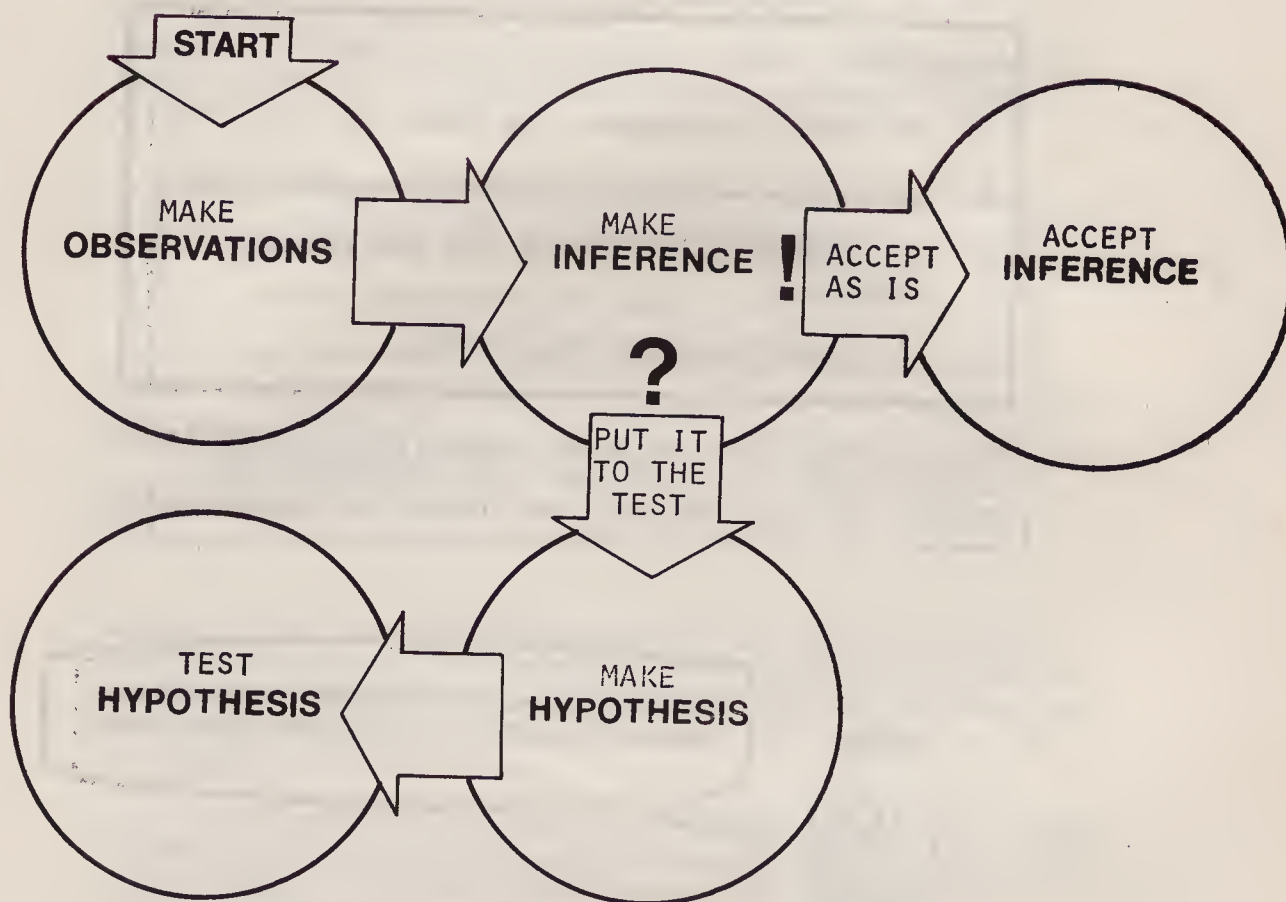 START
MAKE
OBSERVATIONS
MAKE
INFERENCE
!
ACCEPT
AS IS
ACCEPT
INFERENCE
?
PUT IT
TO THE
TEST
MAKE
HYPOTHESIS
TEST
HYPOTHESIS